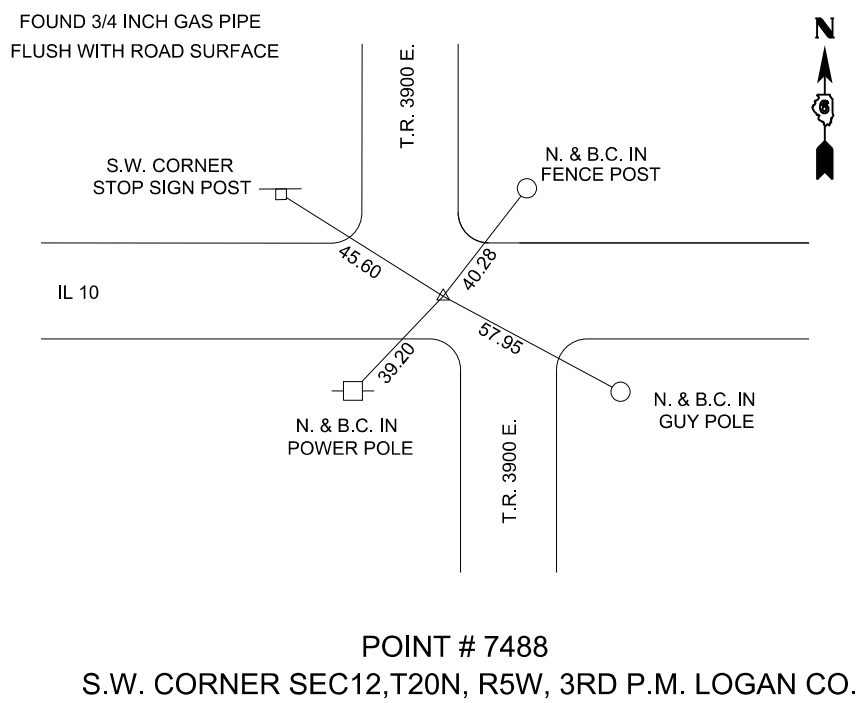 FOUND 3/4 INCH GAS PIPE
FLUSH WITH ROAD SURFACE
N
6
T.R. 3900 E.
S.W. CORNER
STOP SIGN POST
N. & B.C. IN
FENCE POST
45.60
40.28
IL 10
57.95
39.20
N. & B.C. IN
POWER POLE
N. & B.C. IN
GUY POLE
T.R. 3900 E.
POINT # 7488
S.W. CORNER SEC12,T20N, R5W, 3RD P.M. LOGAN CO.